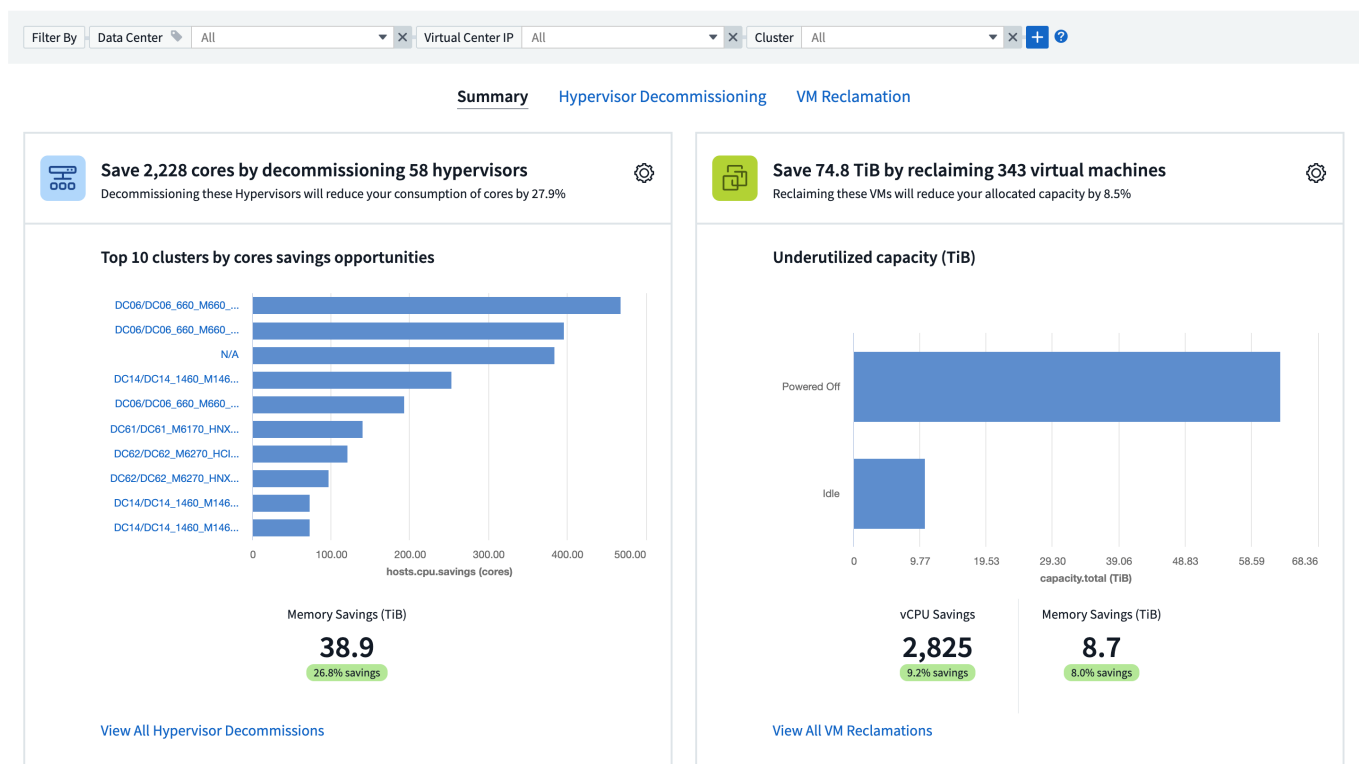 Filter By Data Center All Virtual Center IP All Cluster All
Summary Hypervisor Decommissioning VM Reclamation
Save 2,228 cores by decommissioning 58 hypervisors
Decommissioning these Hypervisors will reduce your consumption of cores by 27.9%
Top 10 clusters by cores savings opportunities
DC06/DC06_660_M660_...
DC06/DC06_660_M660_...
N/A
DC14/DC14_1460_M146...
DC06/DC06_660_M660_...
DC61/DC61_M6170_HNX...
DC62/DC62_M6270_HCI...
DC62/DC62_M6270_HNX...
DC14/DC14_1460_M146...
DC14/DC14_1460_M146...
0 100.00 200.00 300.00 400.00 500.00
hosts.cpu.savings (cores)
Memory Savings (TiB)
38.9
26.8% savings
View All Hypervisor Decommissions
Save 74.8 TiB by reclaiming 343 virtual machines
Reclaiming these VMs will reduce your allocated capacity by 8.5%
Underutilized capacity (TiB)
Powered Off
Idle
0 9.77 19.53 29.30 39.06 48.83 58.59 68.36
capacity.total (TiB)
vCPU Savings
2,825
9.2% savings
Memory Savings (TiB)
8.7
8.0% savings
View All VM Reclamations